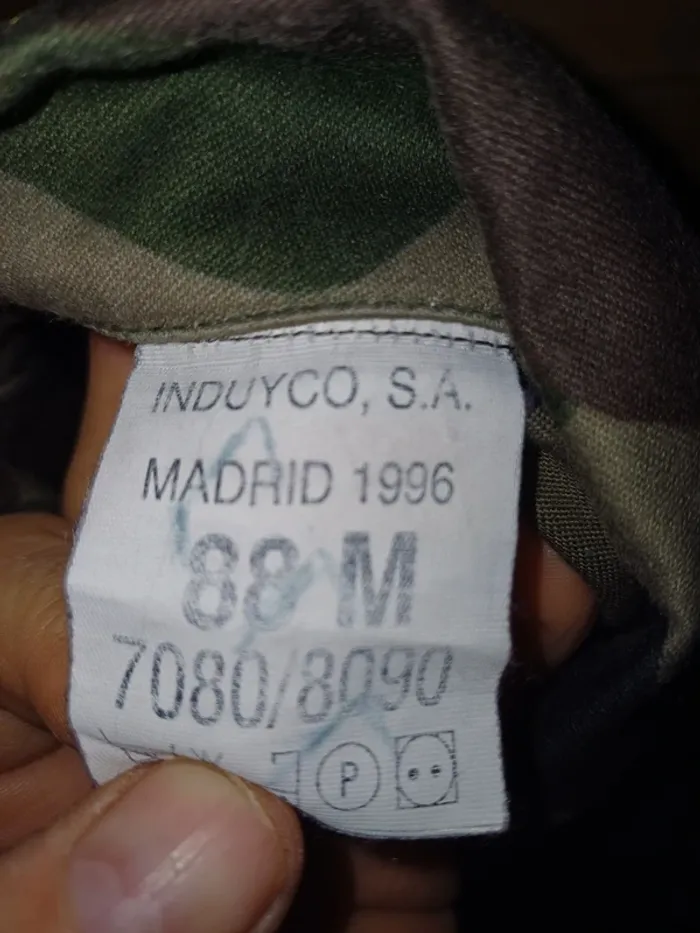 INDUYCO, S.A.
MADRID 1996
88 M
7080/8090
P